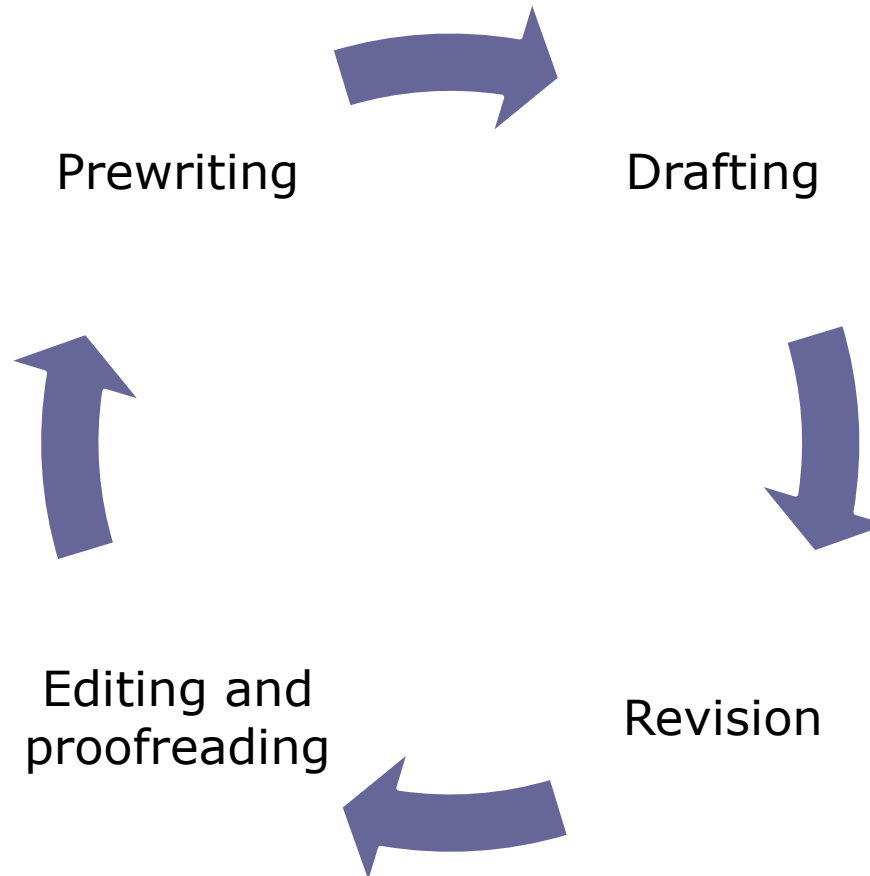 Prewriting
Drafting
Revision
Editing and
proofreading